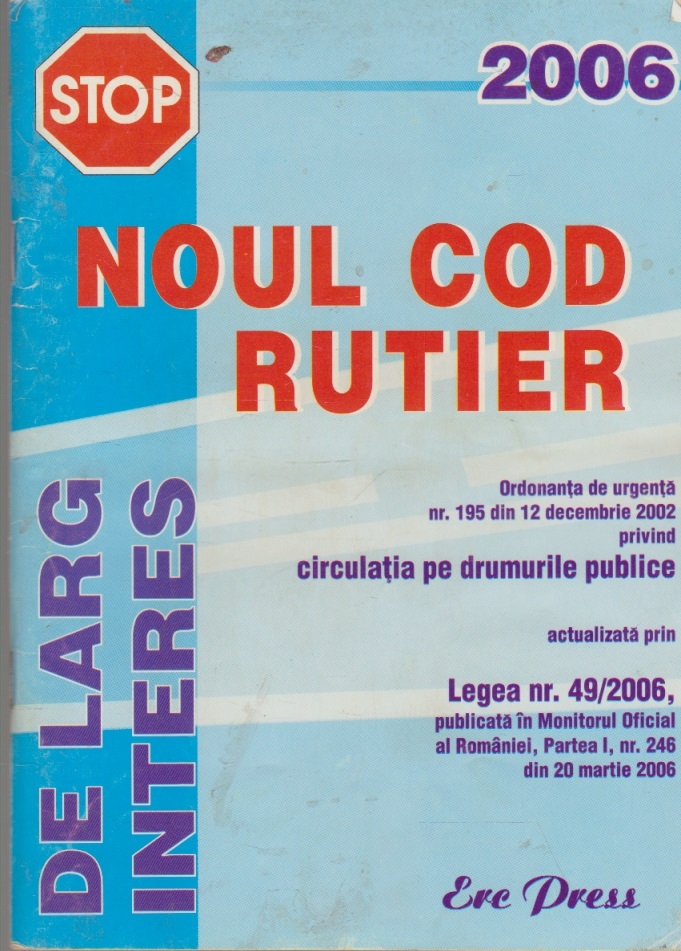 STOP
2006
NOUL COD
RUTIER
Ordonanța de urgență
nr. 195 din 12 decembrie 2002
privind
circulația pe drumurile publice
actualizată prin
Legea nr. 49/2006,
publicată în Monitorul Oficial
al României, Partea I, nr. 246
din 20 martie 2006
DE LARG
INTERES
Erc Press